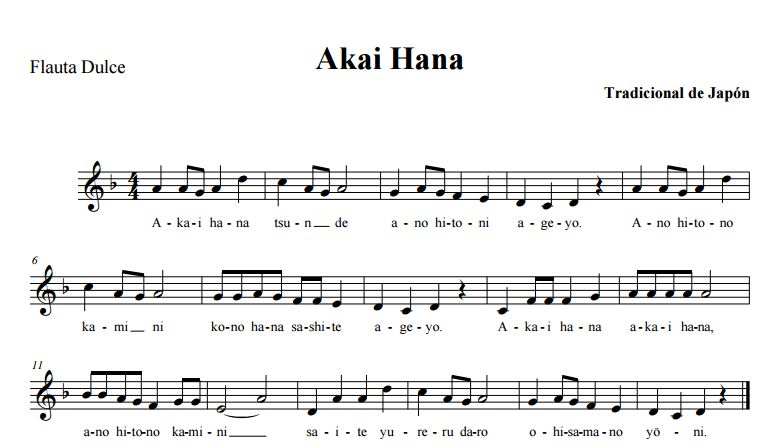 Akai Hana
Flauta Dulce
Tradicional de Japón
A - ka - i ha - na tsu - n de a - no hi - to - ni a - ge - yo. A - no hi - to - no
6
ka - mi ni ko - no ha - na sa - shi - te a - ge - yo. A - ka - i ha - na a - ka - i ha - na,
11
a - no hi - to - no ka - mi - ni sa - i - te yu - re - ru da - ro o - hi - sa - ma - no yō - ni.